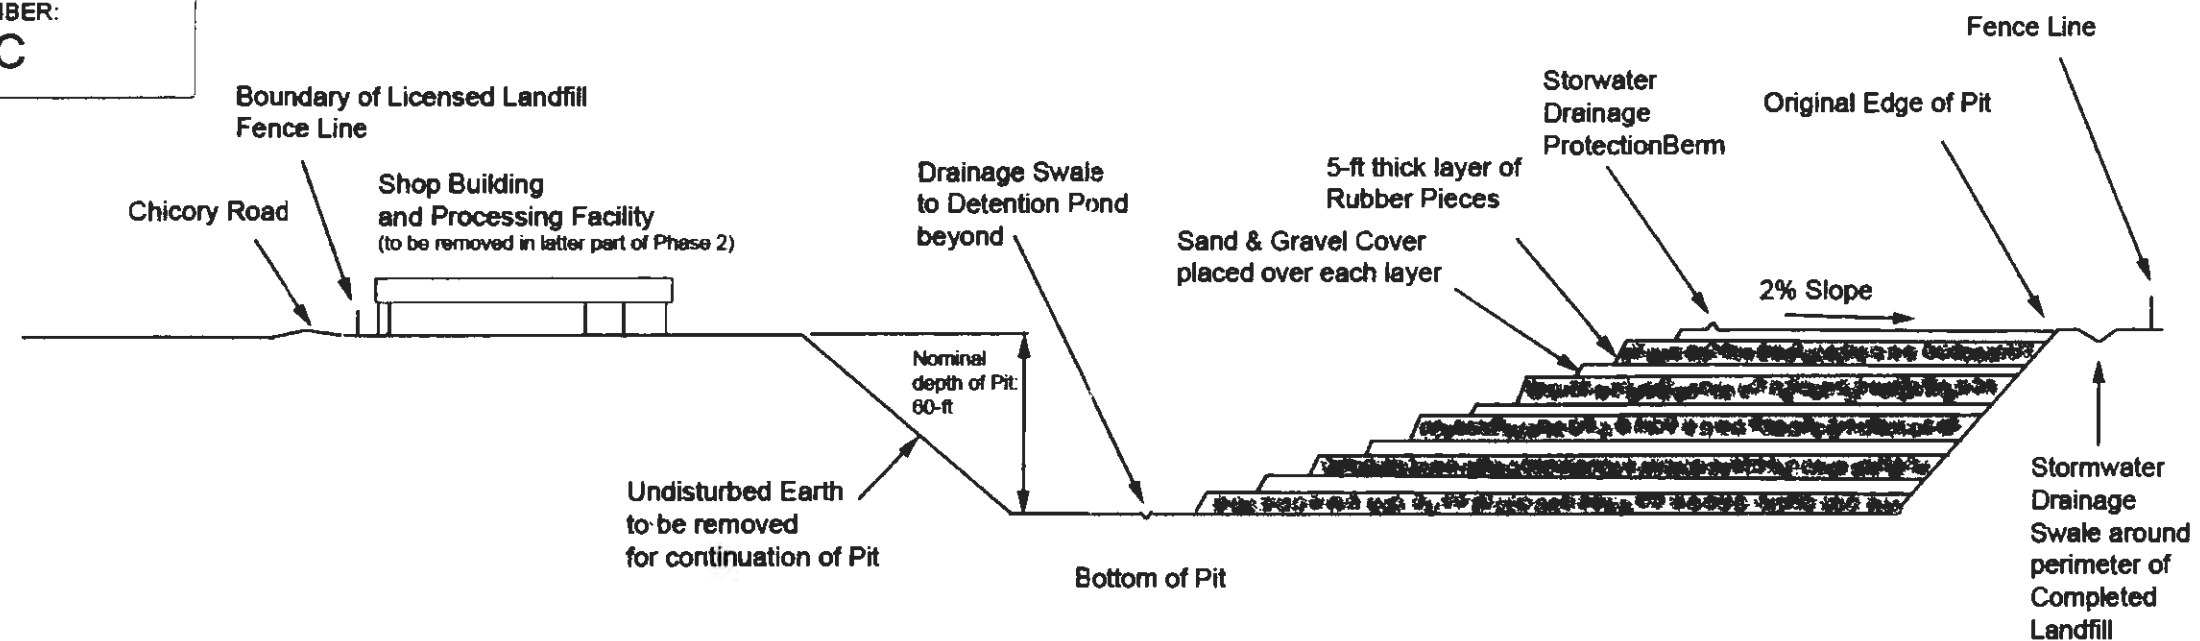 C
Fence Line
Boundary of Licensed Landfill
Fence Line
Storwater
Drainage
ProtectionBerm
Original Edge of Pit
Chicory Road
Shop Building
and Processing Facility
(to be removed in latter part of Phase 2)
Drainage Swale
to Detention Pond
beyond
5-ft thick layer of
Rubber Pieces
Sand & Gravel Cover
placed over each layer
2% Slope
Nominal
depth of Pit:
60-ft
Undisturbed Earth
to be removed
for continuation of Pit
Bottom of Pit
Stormwater
Drainage
Swale around
perimeter of
Completed
Landfill